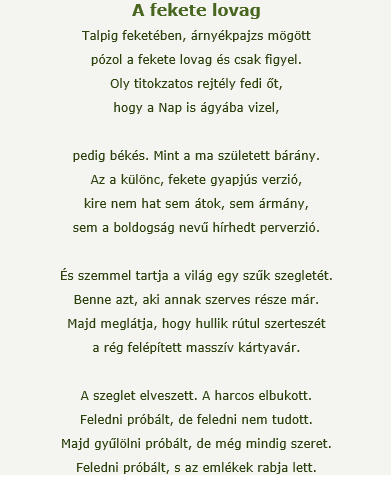 A fekete lovag
Talpig feketében, árnyékpajzs mögött
pózol a fekete lovag és csak figyel.
Oly titokzatos rejtély fedi őt,
hogy a Nap is ágyába vizel,
pedig békés. Mint a ma született bárány.
Az a különc, fekete gyapjús verzió,
kire nem hat sem átok, sem ármány,
sem a boldogság nevű hírhedt perverzió.
És szemmel tartja a világ egy szűk szegletét.
Benne azt, aki annak szerves része már.
Majd meglátja, hogy hullik rútul szerteszét
a rég felépített masszív kártyavár.
A szeglet elveszett. A harcos elbukott.
Feledni próbált, de feledni nem tudott.
Majd gyűlölni próbált, de még mindig szeret.
Feledni próbált, s az emlékek rabja lett.